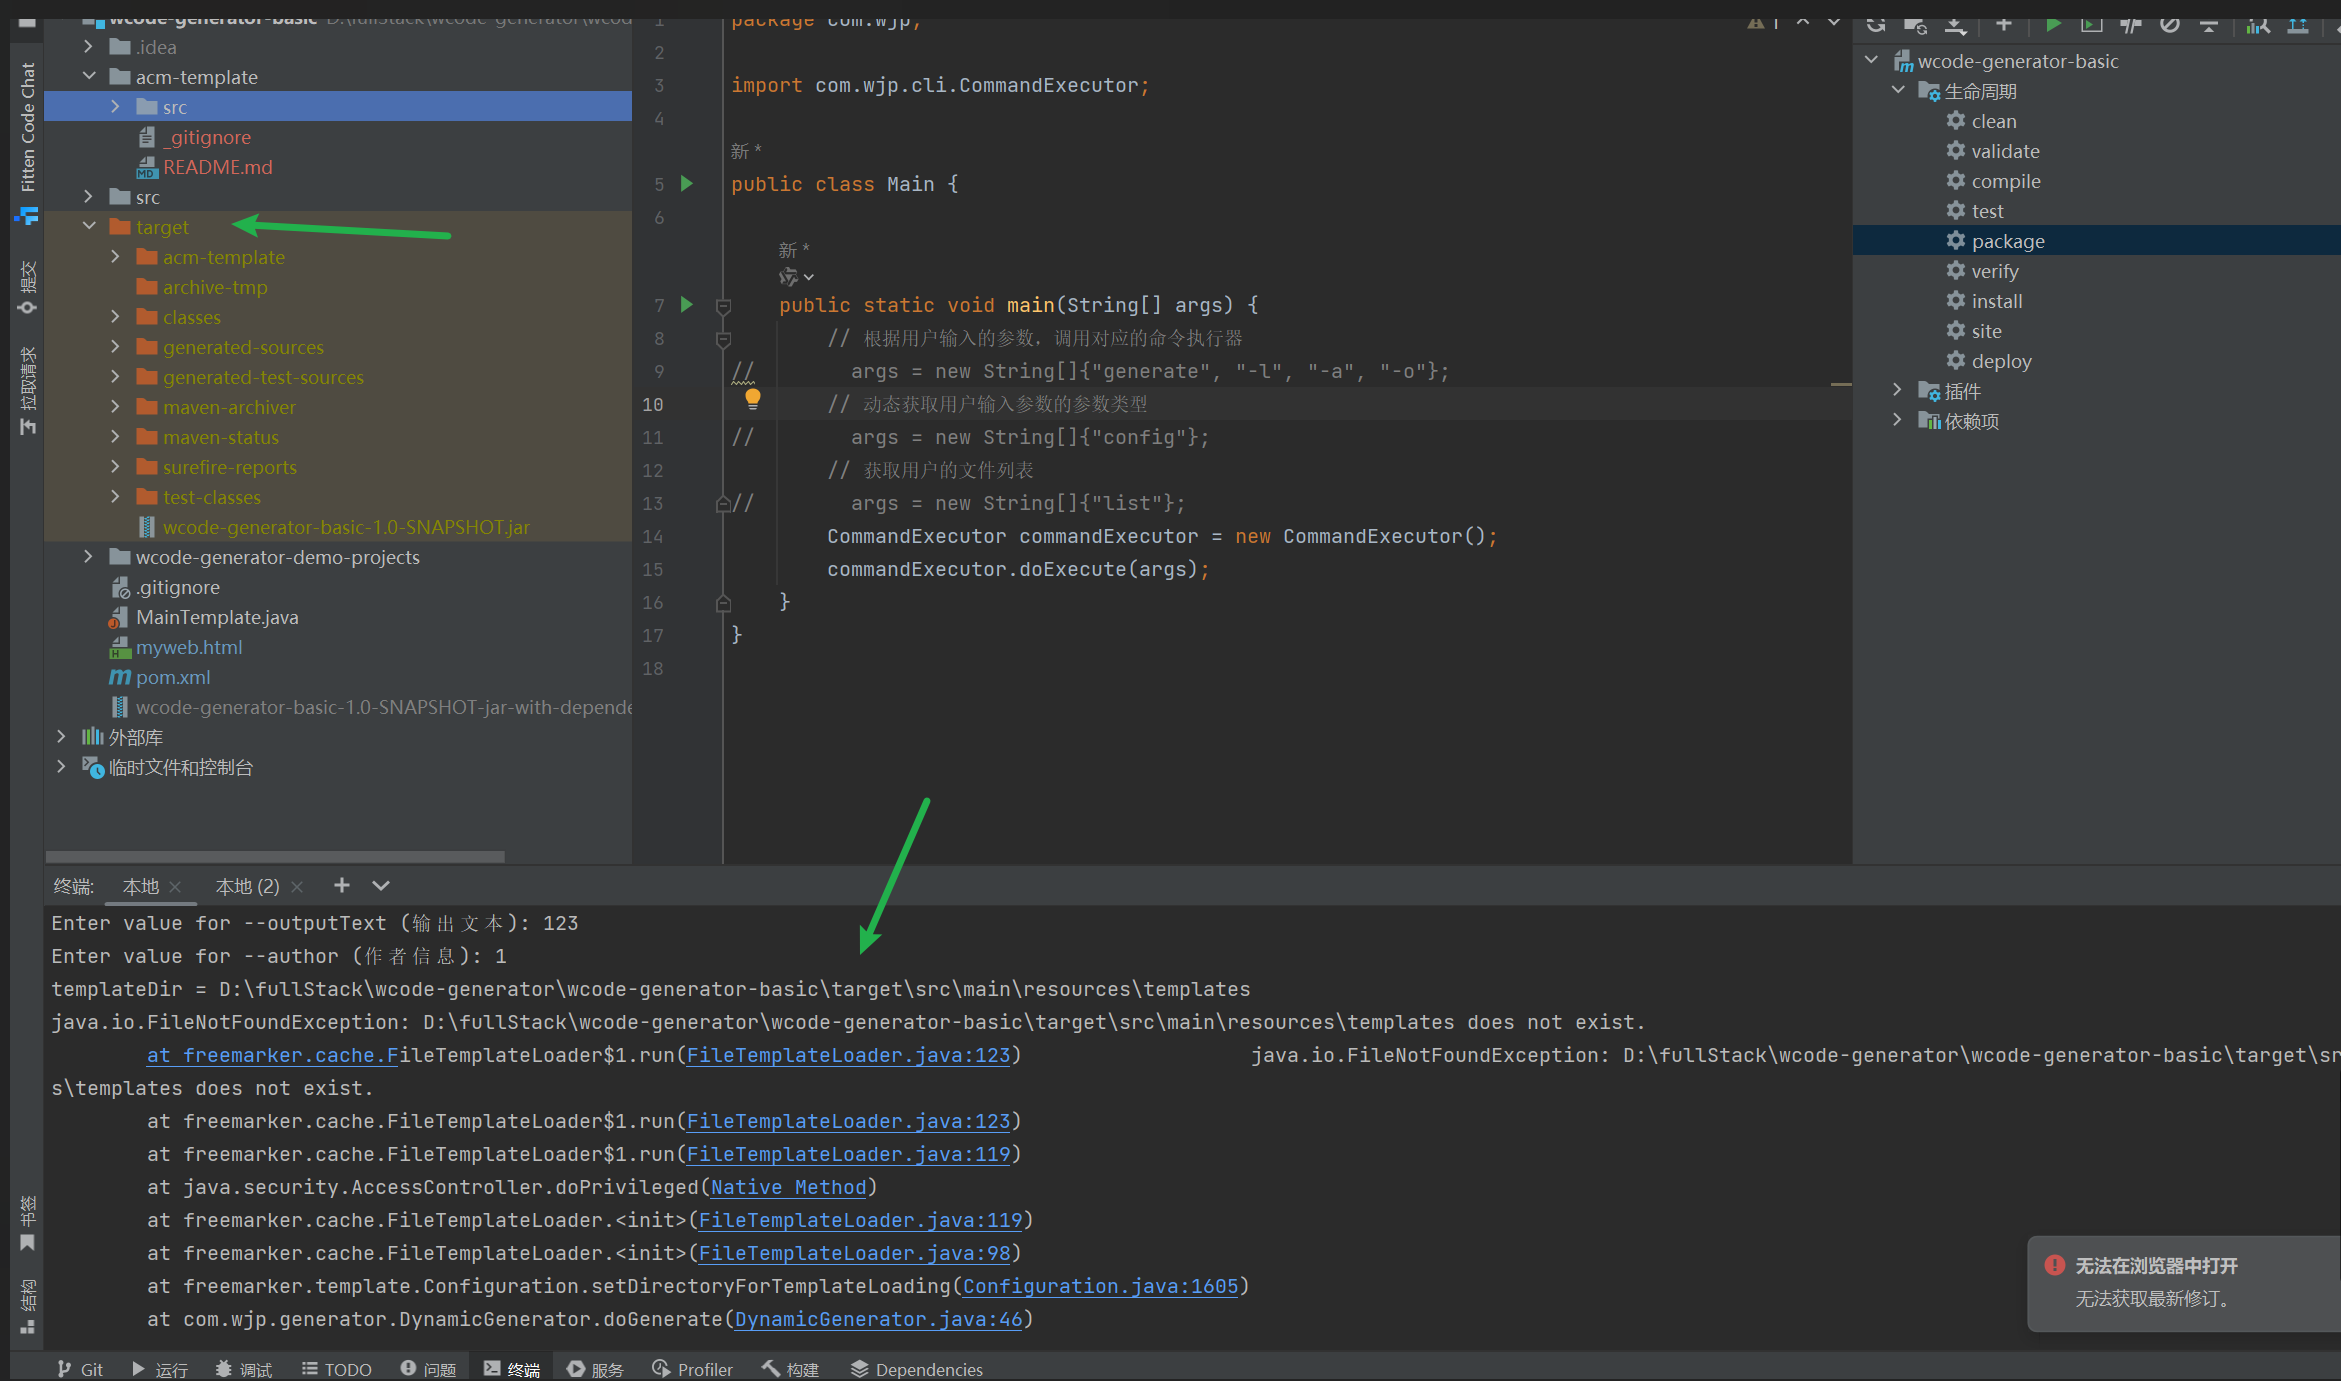 wcode-generator-basic D:\fullStack\wcode-generator\wcod
.idea
acm-template
src
_gitignore
README.md
src
target
acm-template
archive-tmp
classes
generated-sources
generated-test-sources
maven-archiver
maven-status
surefire-reports
test-classes
wcode-generator-basic-1.0-SNAPSHOT.jar
wcode-generator-demo-projects
.gitignore
MainTemplate.java
myweb.html
pom.xml
wcode-generator-basic-1.0-SNAPSHOT-jar-with-depende
外部库
临时文件和控制台
Fitten Code Chat
提交
拉取请求
书签
结构
1 package com.wjp;
1
2
3 import com.wjp.cli.CommandExecutor;
4
新 *
5 public class Main {
6
新 *
7 public static void main(String[] args) {
8 // 根据用户输入的参数，调用对应的命令执行器
9 // args = new String[]{"generate", "-l", "-a", "-o"};
10 // 动态获取用户输入参数的参数类型
11 // args = new String[]{"config"};
12 // 获取用户的文件列表
13 // args = new String[]{"list"};
14 CommandExecutor commandExecutor = new CommandExecutor();
15 commandExecutor.doExecute(args);
16 }
17 }
18
wcode-generator-basic
生命周期
clean
validate
compile
test
package
verify
install
site
deploy
插件
依赖项
终端: 本地 本地 (2)
Enter value for --outputText (输出文本): 123
Enter value for --author (作者信息): 1
templateDir = D:\fullStack\wcode-generator\wcode-generator-basic\target\src\main\resources\templates
java.io.FileNotFoundException: D:\fullStack\wcode-generator\wcode-generator-basic\target\src\main\resources\templates does not exist.
at freemarker.cache.FileTemplateLoader$1.run(FileTemplateLoader.java:123) java.io.FileNotFoundException: D:\fullStack\wcode-generator\wcode-generator-basic\target\sr
s\templates does not exist.
at freemarker.cache.FileTemplateLoader$1.run(FileTemplateLoader.java:123)
at freemarker.cache.FileTemplateLoader$1.run(FileTemplateLoader.java:119)
at java.security.AccessController.doPrivileged(Native Method)
at freemarker.cache.FileTemplateLoader.<init>(FileTemplateLoader.java:119)
at freemarker.cache.FileTemplateLoader.<init>(FileTemplateLoader.java:98)
at freemarker.template.Configuration.setDirectoryForTemplateLoading(Configuration.java:1605)
at com.wjp.generator.DynamicGenerator.doGenerate(DynamicGenerator.java:46)
无法在浏览器中打开
无法获取最新修订。
Git 运行 调试 TODO 问题 终端 服务 Profiler 构建 Dependencies